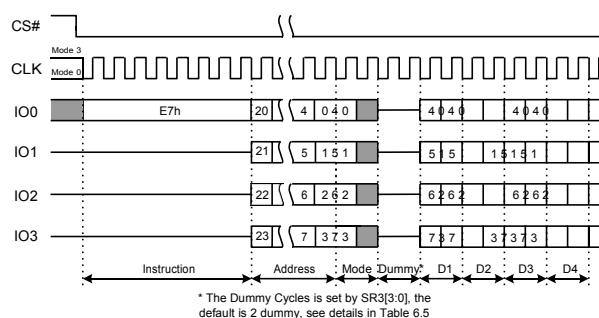 CS#
Mode 3
CLK
Mode 0
IO0 E7h 20 4 0 4 0 4 0 4 0 4 0 4 0
IO1 21 5 1 5 1 5 1 5 1 5 1 5 1
IO2 22 6 2 6 2 6 2 6 2 6 2 6 2
IO3 23 7 3 7 3 7 3 7 3 7 3 7 3
Instruction Address Mode Dummy* D1 D2 D3 D4
* The Dummy Cycles is set by SR3[3:0], the
default is 2 dummy, see details in Table 6.5